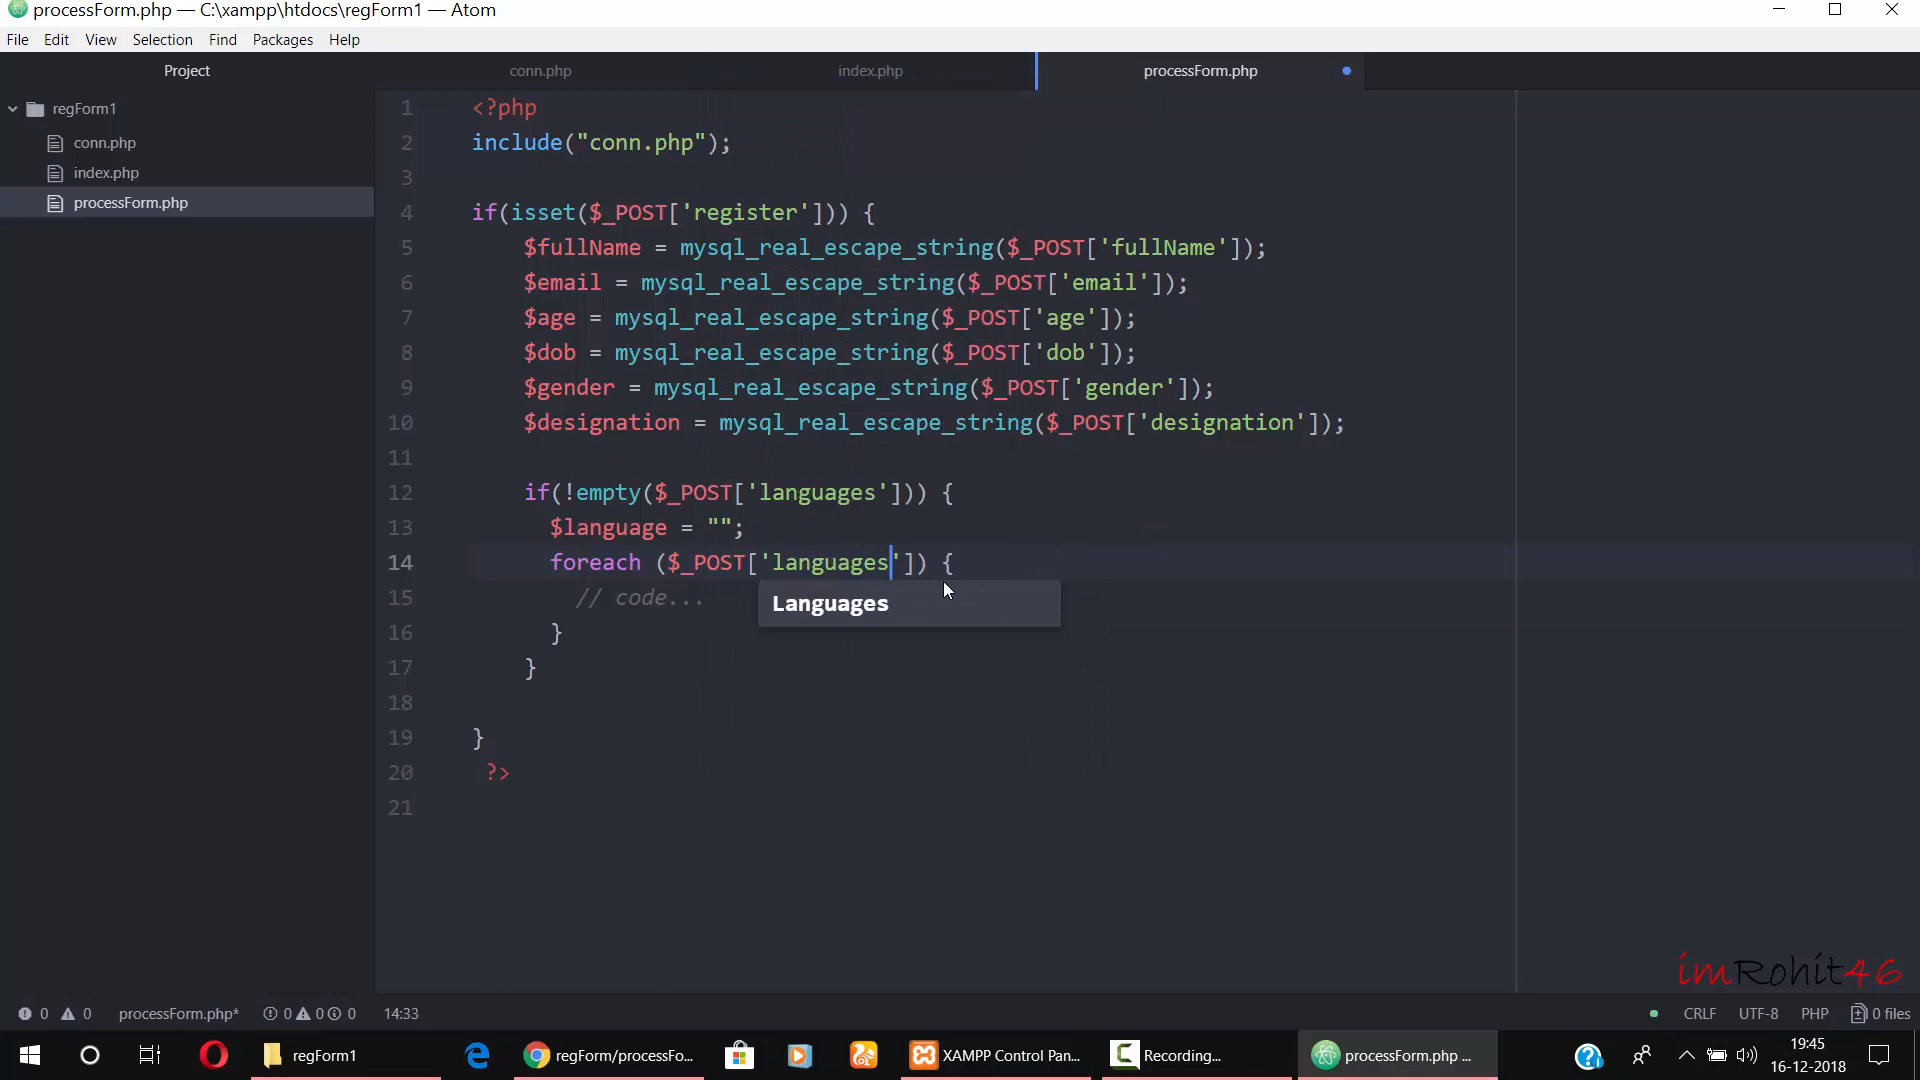 processForm.php — C:\xampp\htdocs\regForm1 — Atom
File Edit View Selection Find Packages Help
Project
conn.php
index.php
processForm.php
regForm1
conn.php
index.php
processForm.php
1 <?php
2 include("conn.php");
3
4 if(isset($_POST['register'])) {
5 $fullName = mysql_real_escape_string($_POST['fullName']);
6 $email = mysql_real_escape_string($_POST['email']);
7 $age = mysql_real_escape_string($_POST['age']);
8 $dob = mysql_real_escape_string($_POST['dob']);
9 $gender = mysql_real_escape_string($_POST['gender']);
10 $designation = mysql_real_escape_string($_POST['designation']);
11
12 if(!empty($_POST['languages'])) {
13 $language = "";
14 foreach ($_POST['languages']) {
15 // code...
Languages
16 }
17 }
18
19 }
20 ?>
21
imRohit46
0 0 processForm.php* 0 0 0 14:33
CRLF UTF-8 PHP 0 files
regForm1
regForm/processFo...
XAMPP Control Pan...
Recording...
processForm.php ...
19:45
16-12-2018